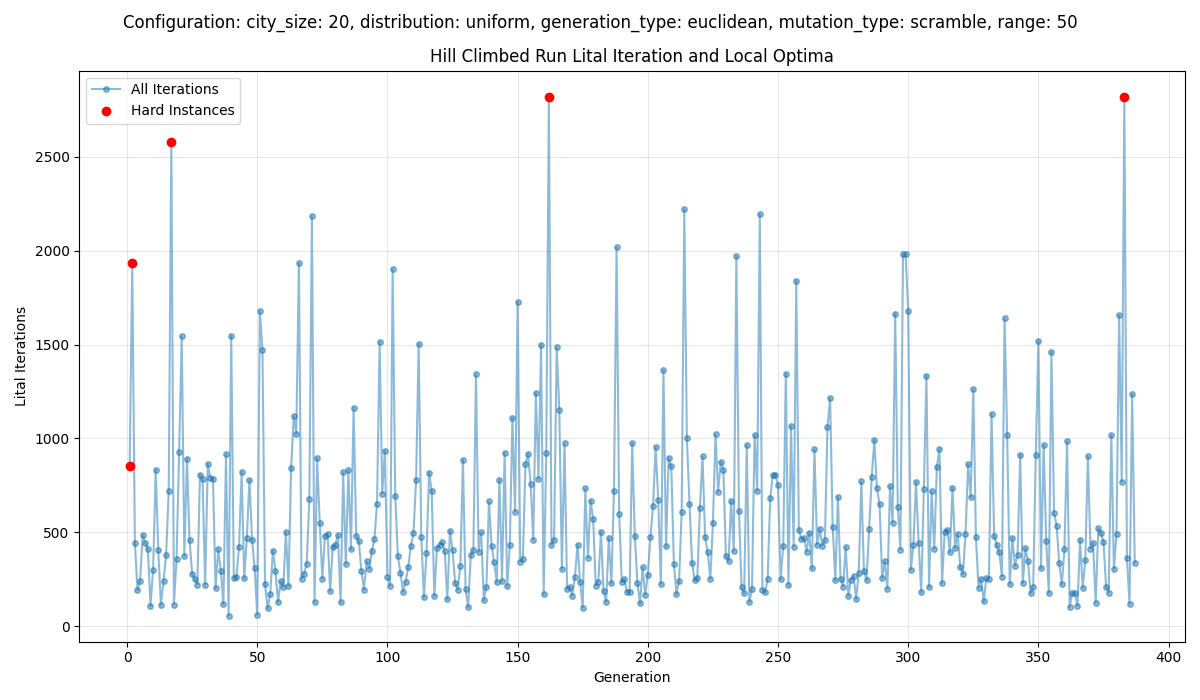 Configuration: city_size: 20, distribution: uniform, generation_type: euclidean, mutation_type: scramble, range: 50
Hill Climbed Run Lital Iteration and Local Optima
All Iterations
Hard Instances
2500
2000
1500
1000
500
0
Lital Iterations
0 50 100 150 200 250 300 350 400
Generation